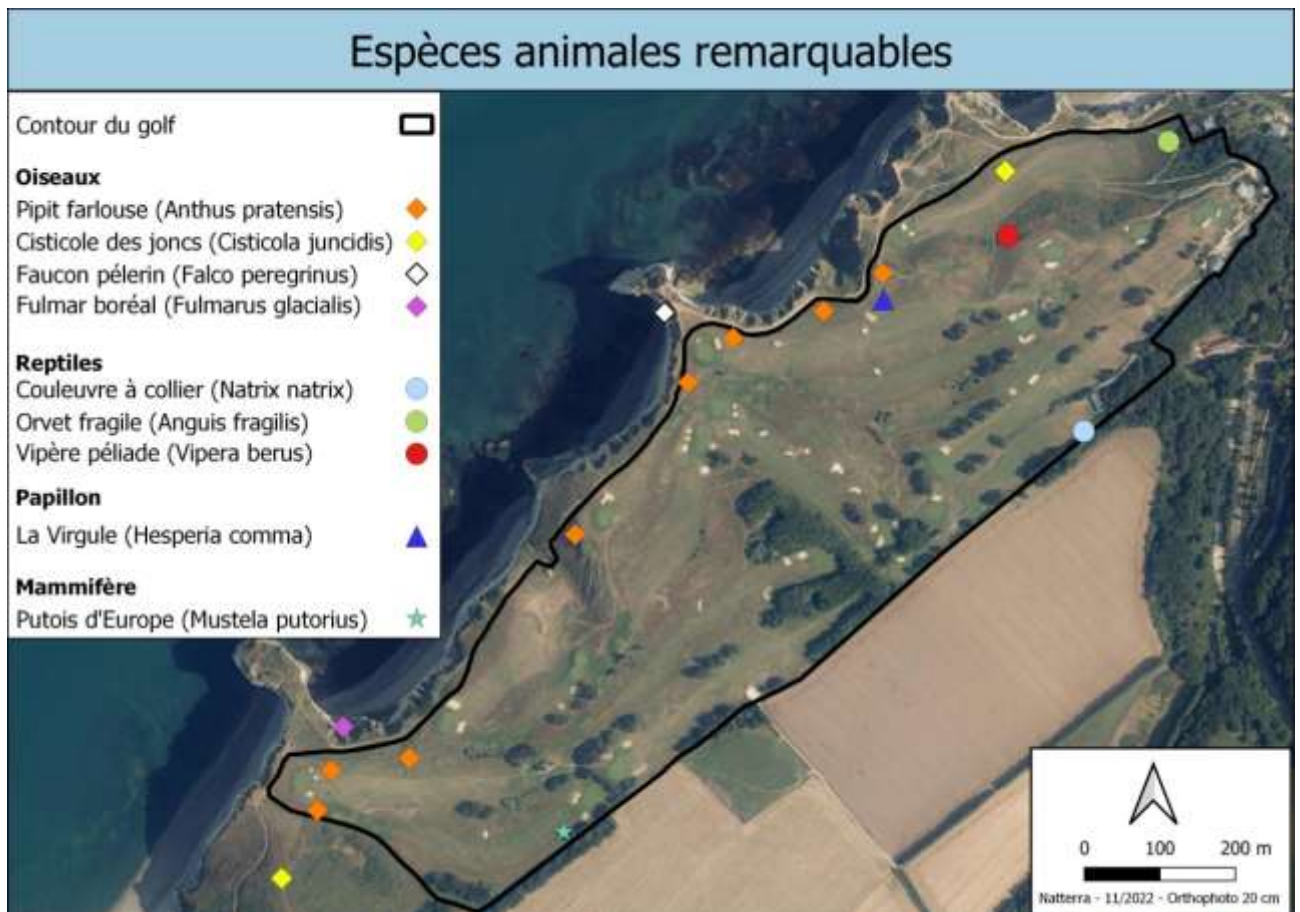 Espèces animales remarquables
Contour du golf
Oiseaux
Pipit farlouse (Anthus pratensis)
Cisticole des joncs (Cisticola juncidis)
Faucon pélerin (Falco peregrinus)
Fulmar boréal (Fulmarus glacialis)
Reptiles
Couleuvre à collier (Natrix natrix)
Orvet fragile (Anguis fragilis)
Vipère péliade (Vipera berus)
Papillon
La Virgule (Hesperia comma)
Mammifère
Putois d'Europe (Mustela putorius)
0 100 200 m
Natterra - 11/2022 - Orthophoto 20 cm